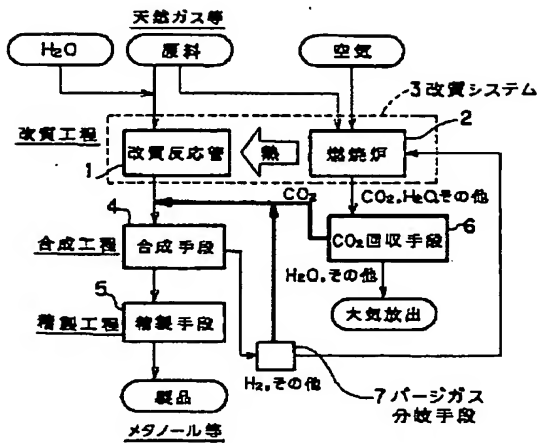 天然ガス等
H₂O
原料
空気
3 改質システム
改質工程
改質反応管
熱
燃焼炉
2
1
CO₂
CO₂.H₂O.その他
4
合成工程
合成手段
CO₂回収手段
6
H₂O.その他
5
精製工程
精製手段
大気放出
H₂.その他
7 パージガス
分岐手段
製品
メタノール等